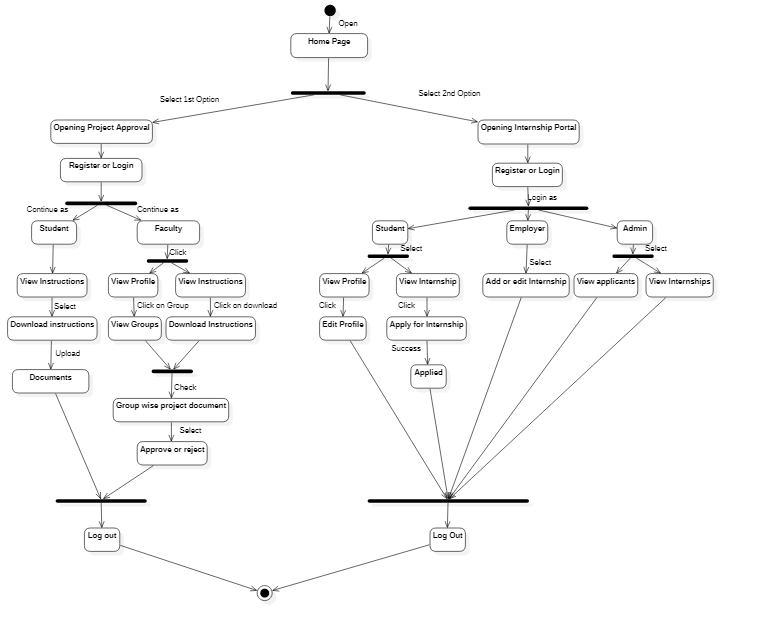 Open
Home Page
Select 1st Option
Select 2nd Option
Opening Project Approval
Opening Internship Portal
Register or Login
Register or Login
Login as
Continue as
Continue as
Student
Faculty
Student
Employer
Admin
Click
Select
Select
Select
View Instructions
View Profile
View Instructions
View Profile
View Internship
Add or edit Internship
View applicants
View Internships
Select
Click on Group
Click on download
Click
Click
Download instructions
View Groups
Download Instructions
Edit Profile
Apply for Internship
Upload
Success
Documents
Check
Applied
Group wise project document
Select
Approve or reject
Log out
Log Out